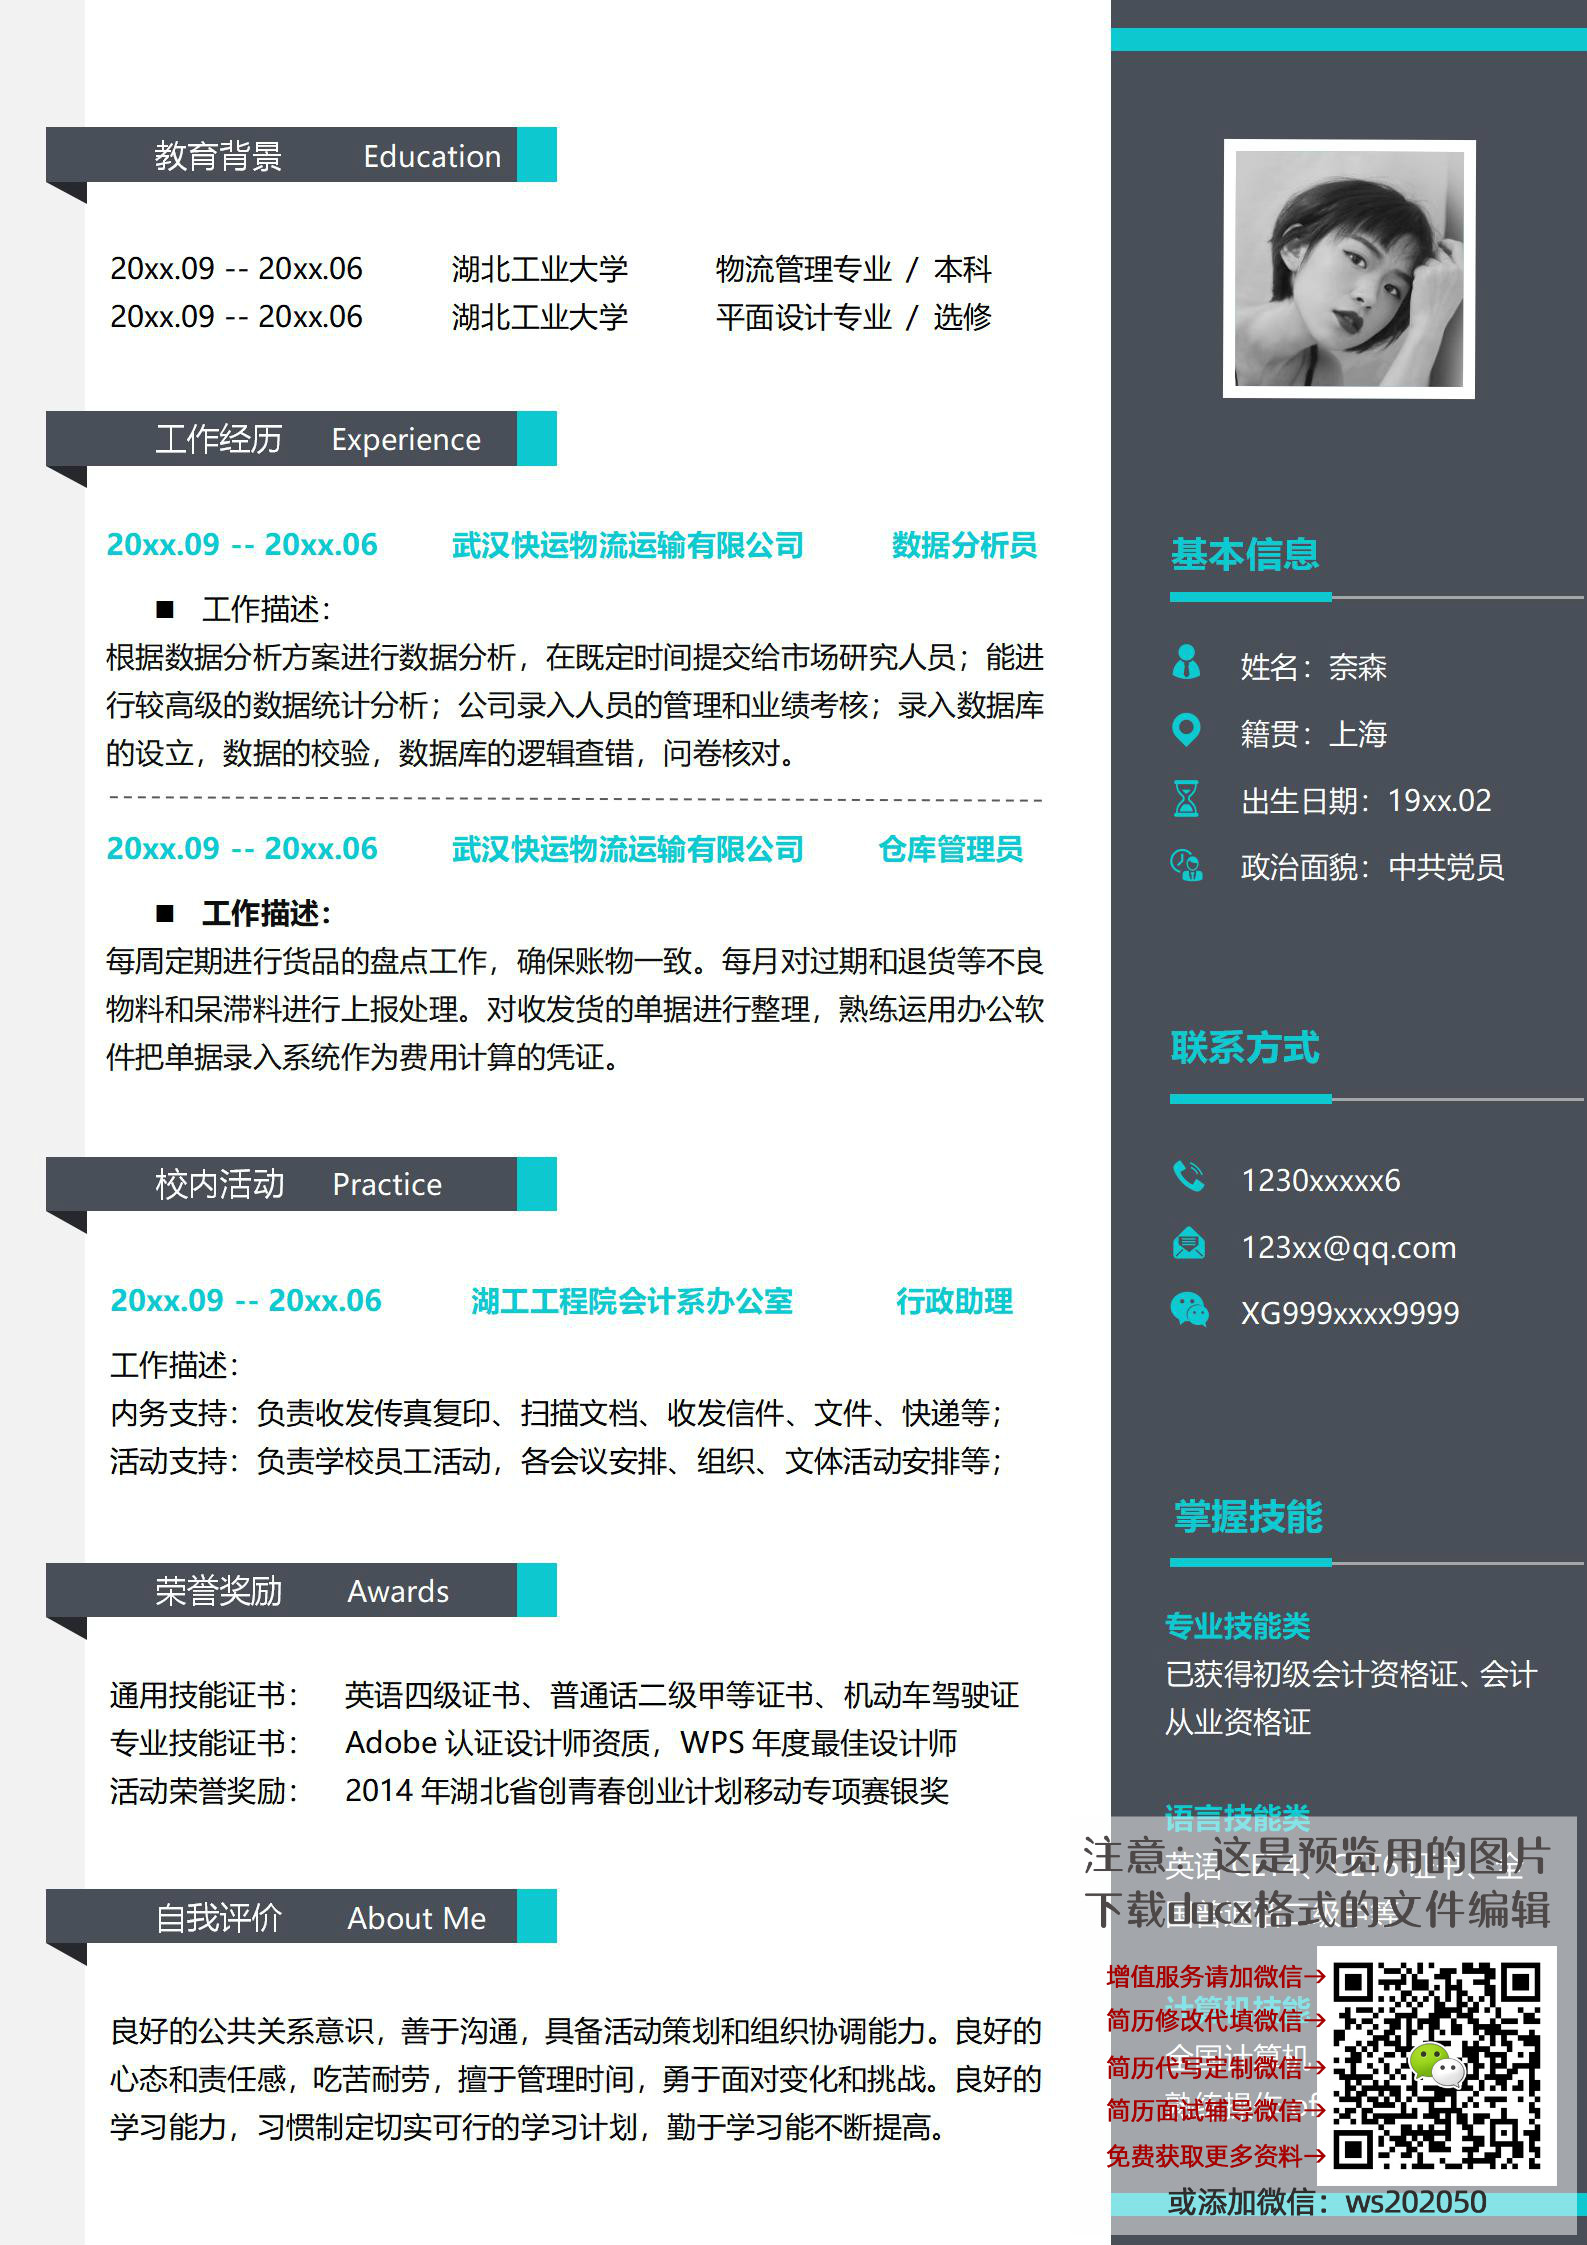 教育背景 Education
20xx.09 -- 20xx.06 湖北工业大学 物流管理专业 / 本科
20xx.09 -- 20xx.06 湖北工业大学 平面设计专业 / 选修
工作经历 Experience
20xx.09 -- 20xx.06 武汉快运物流运输有限公司 数据分析员
■ 工作描述：
根据数据分析方案进行数据分析，在既定时间提交给市场研究人员；能进
行较高级的数据统计分析；公司录入人员的管理和业绩考核；录入数据库
的设立，数据的校验，数据库的逻辑查错，问卷核对。
20xx.09 -- 20xx.06 武汉快运物流运输有限公司 仓库管理员
■ 工作描述：
每周定期进行货品的盘点工作，确保账物一致。每月对过期和退货等不良
物料和呆滞料进行上报处理。对收发货的单据进行整理，熟练运用办公软
件把单据录入系统作为费用计算的凭证。
校内活动 Practice
20xx.09 -- 20xx.06 湖工工程院会计系办公室 行政助理
工作描述：
内务支持：负责收发传真复印、扫描文档、收发信件、文件、快递等；
活动支持：负责学校员工活动，各会议安排、组织、文体活动安排等；
荣誉奖励 Awards
通用技能证书： 英语四级证书、普通话二级甲等证书、机动车驾驶证
专业技能证书： Adobe 认证设计师资质，WPS 年度最佳设计师
活动荣誉奖励： 2014 年湖北省创青春创业计划移动专项赛银奖
自我评价 About Me
良好的公共关系意识，善于沟通，具备活动策划和组织协调能力。良好的
心态和责任感，吃苦耐劳，擅于管理时间，勇于面对变化和挑战。良好的
学习能力，习惯制定切实可行的学习计划，勤于学习能不断提高。
基本信息
姓名：奈森
籍贯：上海
出生日期：19xx.02
政治面貌：中共党员
联系方式
1230xxxxx6
123xx@qq.com
XG999xxxx9999
掌握技能
专业技能类
已获得初级会计资格证、会计
从业资格证
语言技能类
英语 CET4、CET6 证书、全
国普通话二级甲等
计算机技能
全国计算机
熟练操作 of
注意：这是预览用的图片
下载docx格式的文件编辑
增值服务请加微信→
简历修改代填微信→
简历代写定制微信→
简历面试辅导微信→
免费获取更多资料→
或添加微信：ws202050